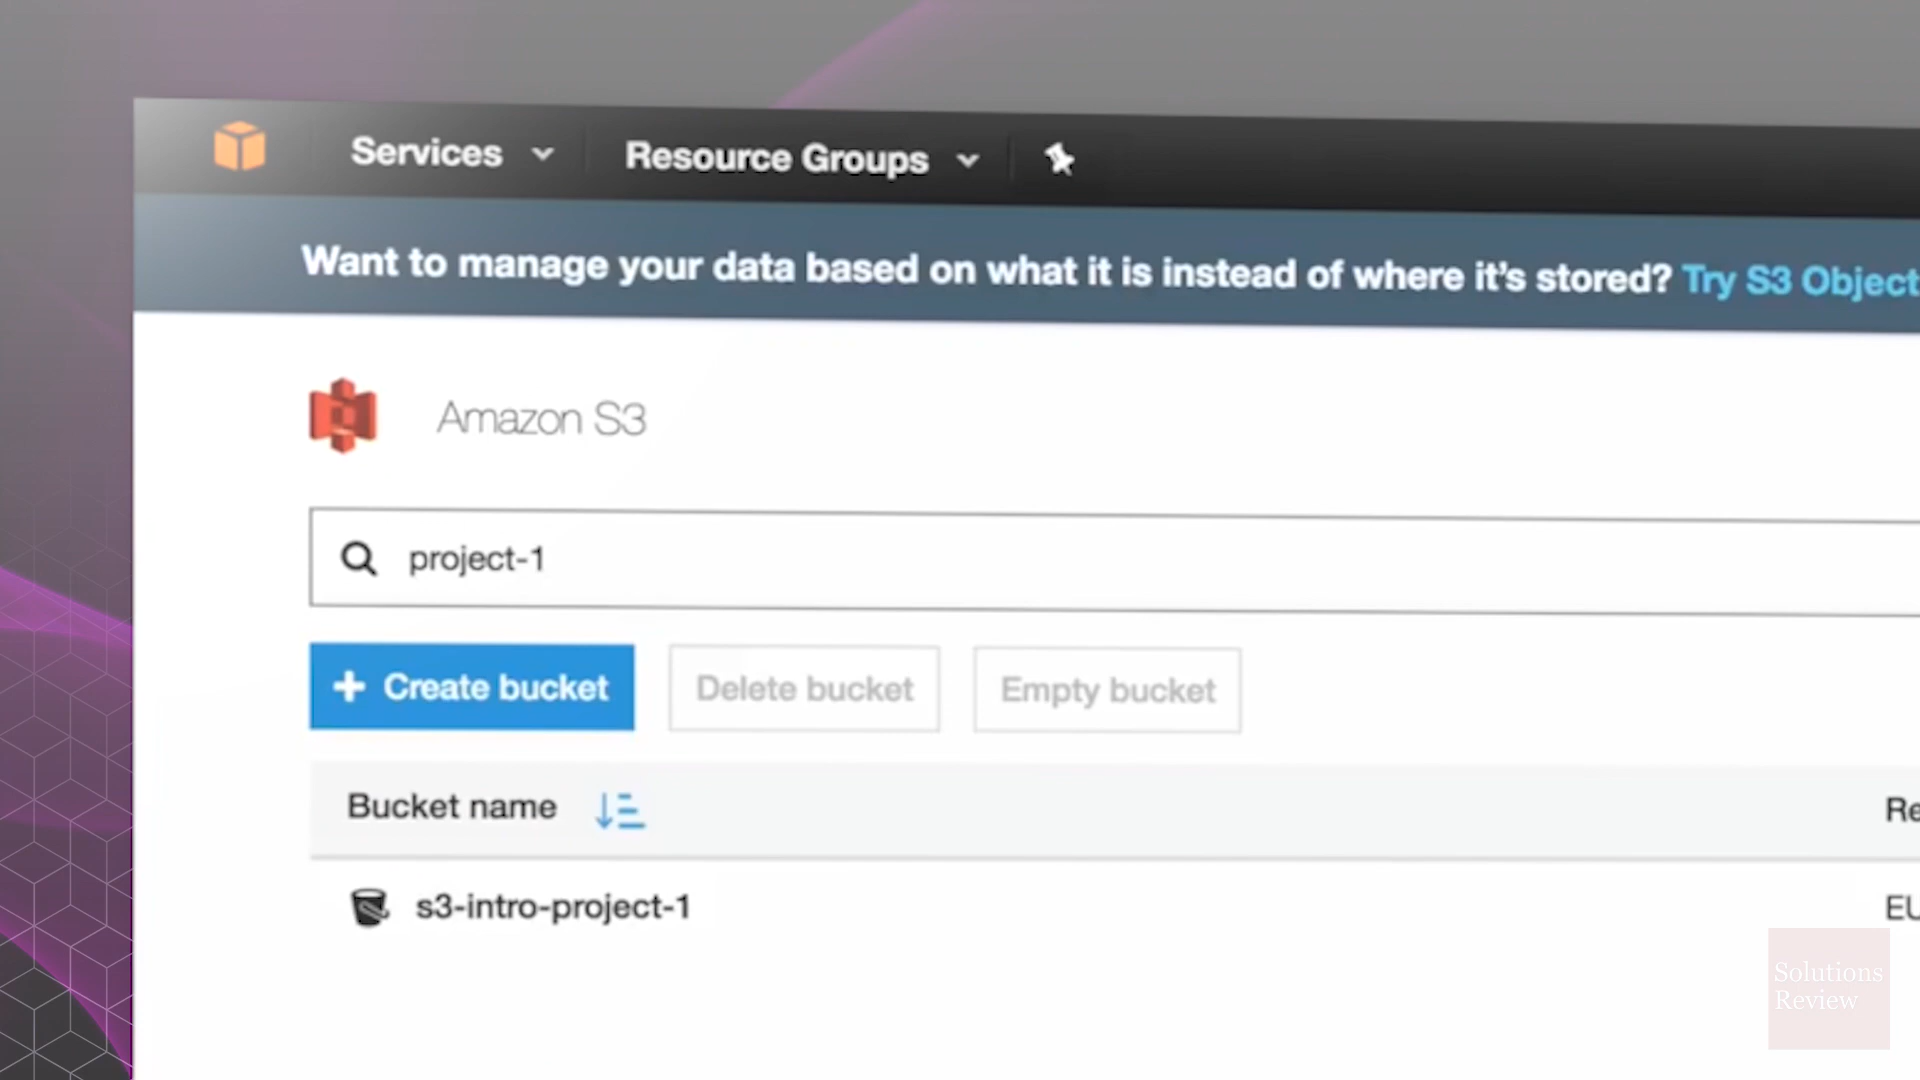 Services
Resource Groups
Want to manage your data based on what it is instead of where it's stored? Try S3 Object
Amazon S3
project-1
+ Create bucket
Delete bucket
Empty bucket
Bucket name
Re
s3-intro-project-1
EU
Solutions
Review